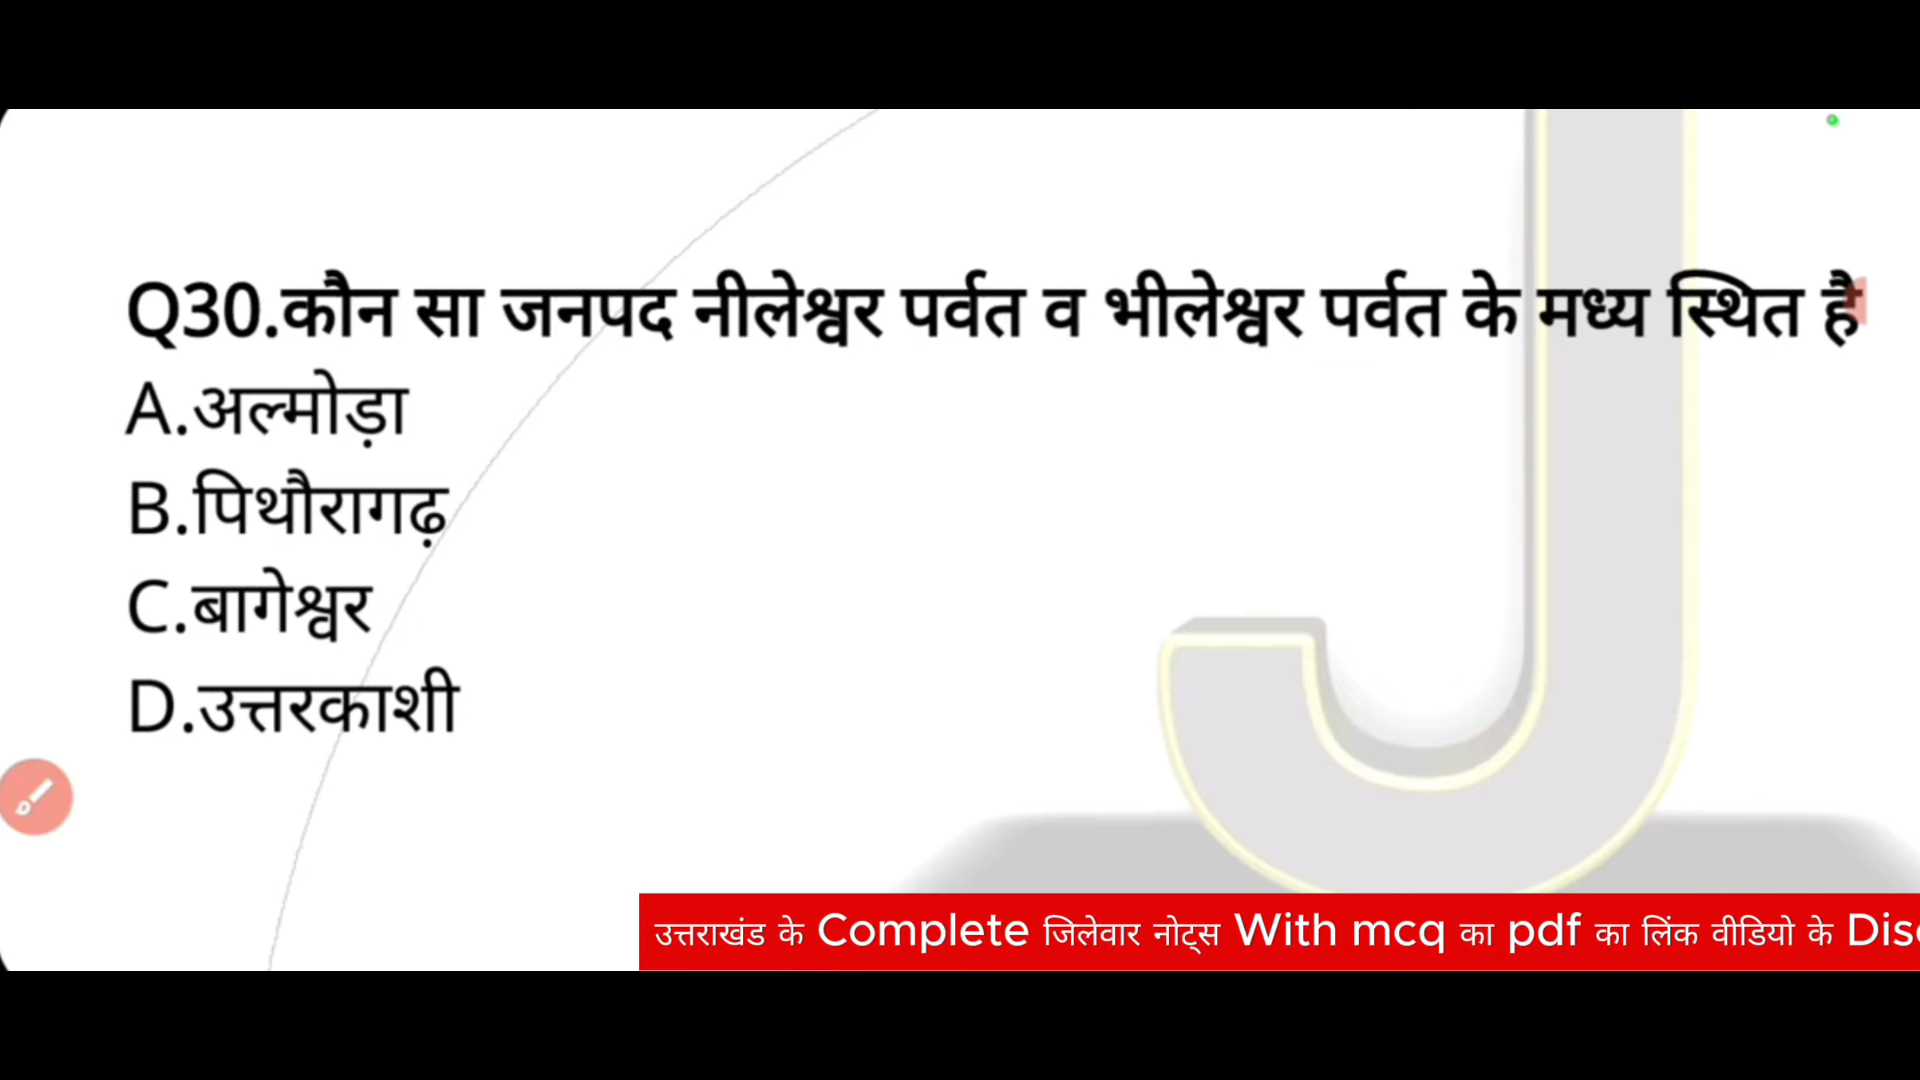 Q30.कौन सा जनपद नीलेश्वर पर्वत व भीलेश्वर पर्वत के मध्य स्थित है
A.अल्मोड़ा
B.पिथौरागढ़
C.बागेश्वर
D.उत्तरकाशी
उत्तराखंड के Complete जिलेवार नोट्स With mcq का pdf का लिंक वीडियो के